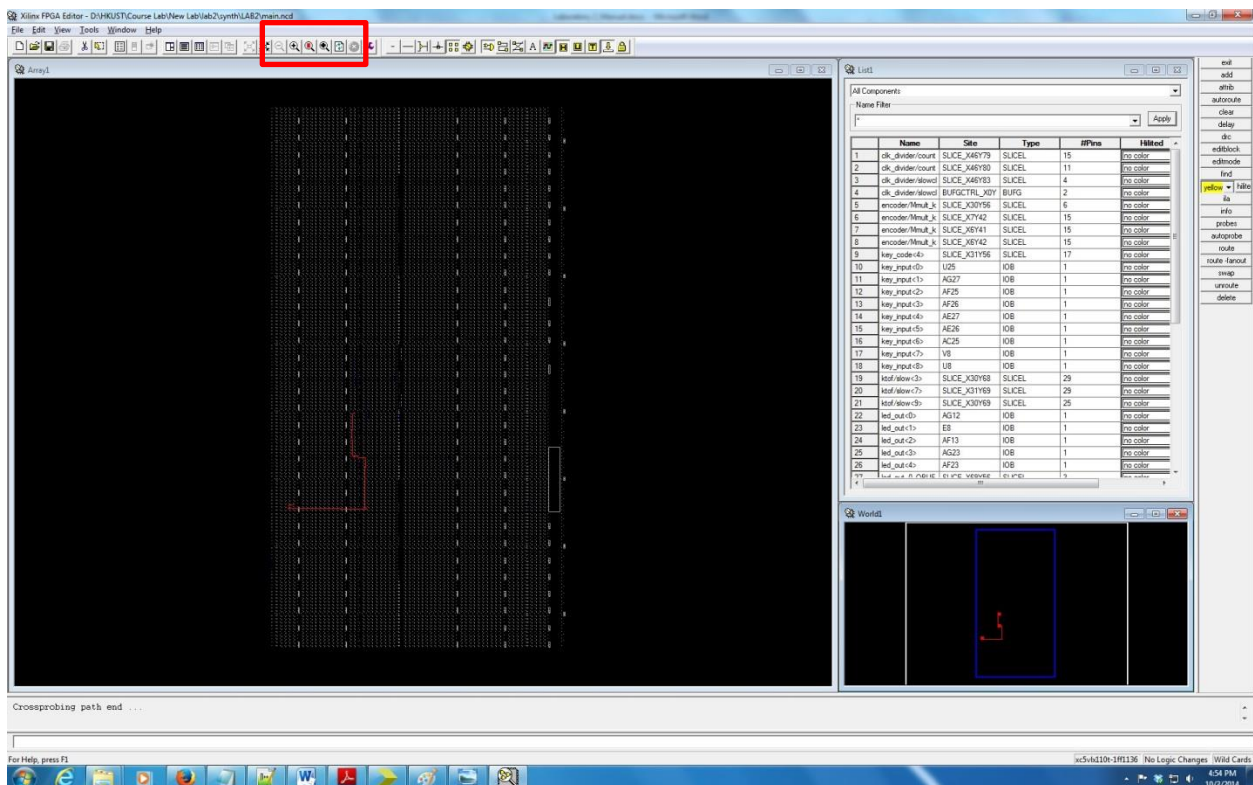 Xilinx FPGA Editor - D:\HKUST\Course Lab\New Lab\lab2\synth\LAB2\main.ncd
File Edit View Tools Window Help
Array1
List1
All Components
Name Filter
*
Apply
Name Site Type #Pins Hilited
1 clk_divider/count SLICE_X46Y79 SLICEL 15 no color
2 clk_divider/count SLICE_X46Y80 SLICEL 11 no color
3 clk_divider/slowcl SLICE_X46Y83 SLICEL 4 no color
4 clk_divider/slowcl BUFGCTRL_X0Y BUFG 2 no color
5 encoder/Mmult_k SLICE_X30Y56 SLICEL 6 no color
6 encoder/Mmult_k SLICE_X7Y42 SLICEL 15 no color
7 encoder/Mmult_k SLICE_X6Y41 SLICEL 15 no color
8 encoder/Mmult_k SLICE_X6Y42 SLICEL 15 no color
9 key_code<4> SLICE_X31Y56 SLICEL 17 no color
10 key_input<0> U25 IOB 1 no color
11 key_input<1> AG27 IOB 1 no color
12 key_input<2> AF25 IOB 1 no color
13 key_input<3> AF26 IOB 1 no color
14 key_input<4> AE27 IOB 1 no color
15 key_input<5> AE26 IOB 1 no color
16 key_input<6> AC25 IOB 1 no color
17 key_input<7> V8 IOB 1 no color
18 key_input<8> U8 IOB 1 no color
19 ktof/slow<3> SLICE_X30Y68 SLICEL 29 no color
20 ktof/slow<7> SLICE_X31Y69 SLICEL 29 no color
21 ktof/slow<9> SLICE_X30Y69 SLICEL 25 no color
22 led_out<0> AG12 IOB 1 no color
23 led_out<1> E8 IOB 1 no color
24 led_out<2> AF13 IOB 1 no color
25 led_out<3> AG23 IOB 1 no color
26 led_out<4> AF23 IOB 1 no color
exit
add
attrib
autoroute
clear
delay
drc
editblock
editmode
find
yellow hilite
ila
info
probes
autoprobe
route
route -fanout
swap
unroute
delete
World1
Crossprobing path end ...
For Help, press F1
No Logic Changes Wild Cards
4:54 PM